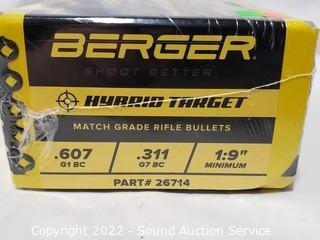 BERGER
SHOOT BETTER
HYBRID TARGET
MATCH GRADE RIFLE BULLETS
.607 .311 1:9"
G1 BC G7 BC MINIMUM
PART# 26714
Copyright 2022 - Sound Auction Service